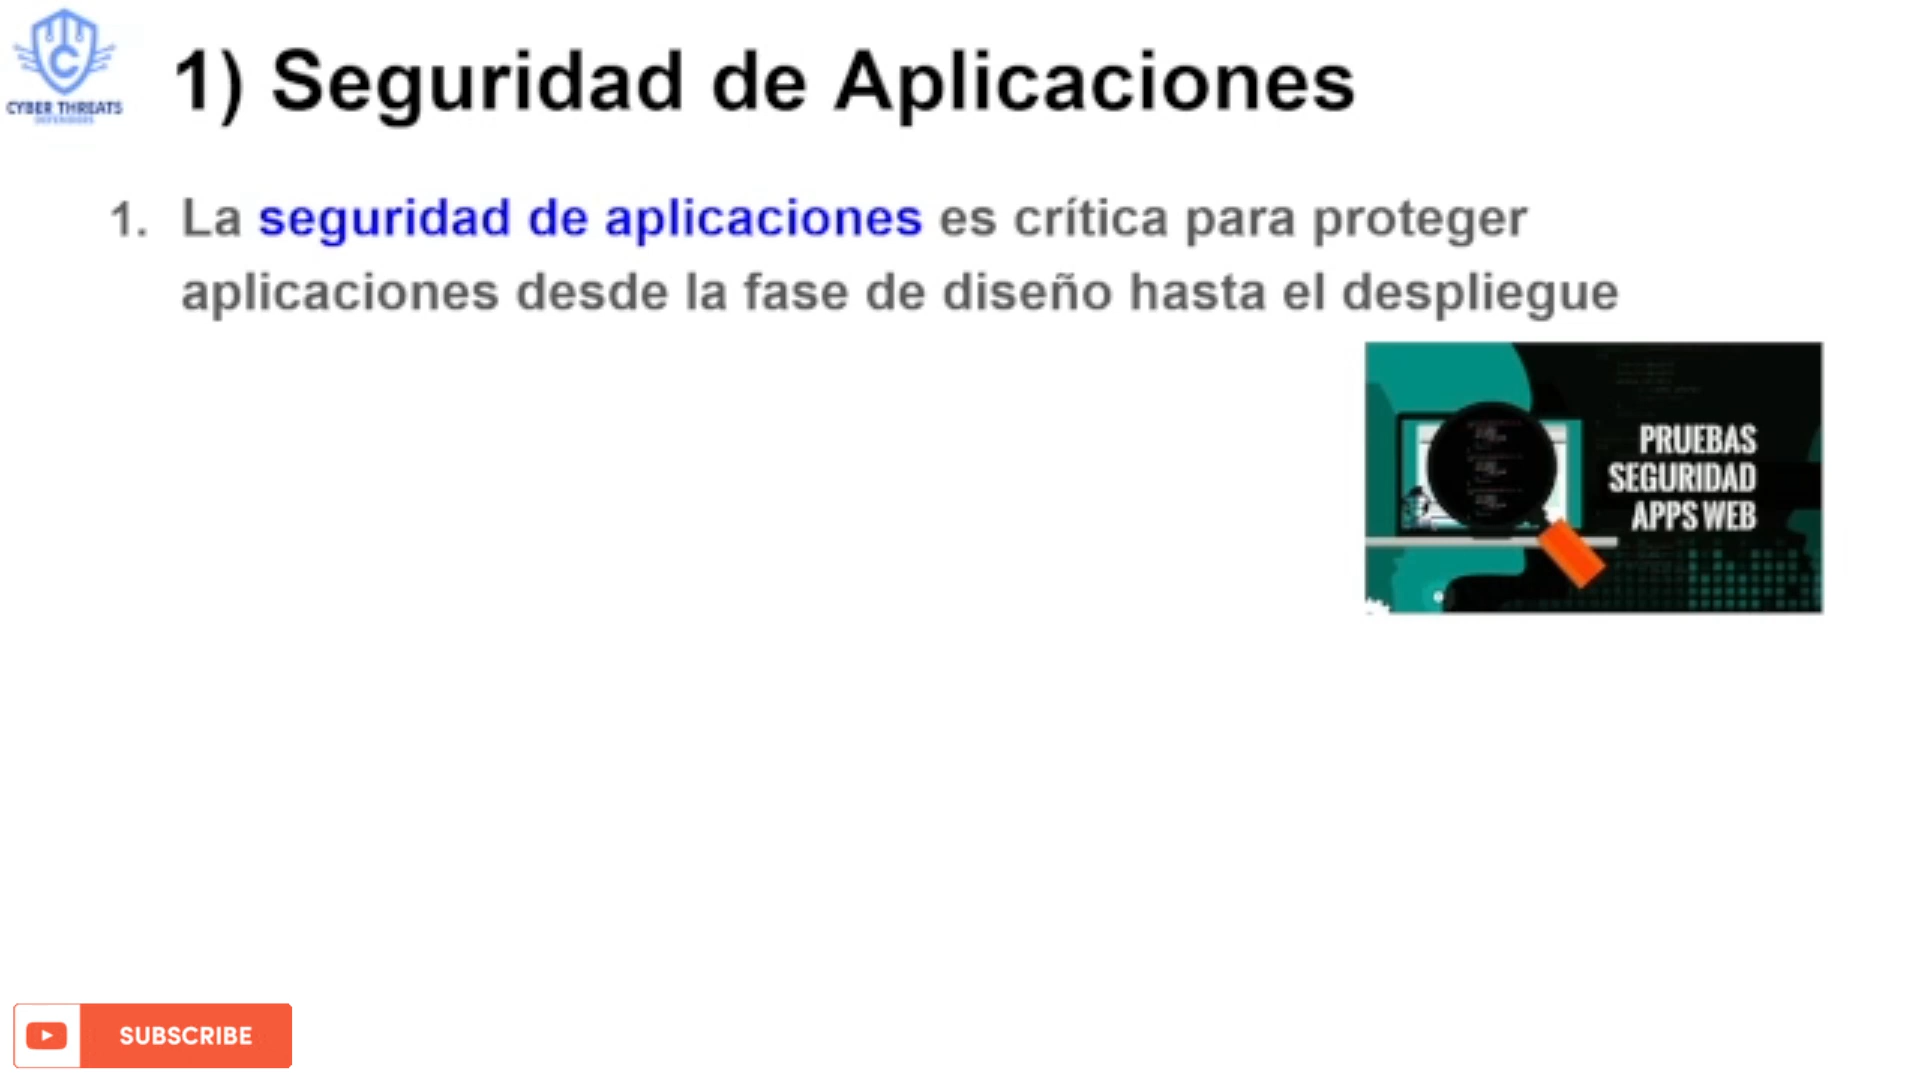 CYBER THREATS
DEFENDERS
1) Seguridad de Aplicaciones
1. La seguridad de aplicaciones es crítica para proteger
aplicaciones desde la fase de diseño hasta el despliegue
PRUEBAS
SEGURIDAD
APPS WEB
SUBSCRIBE